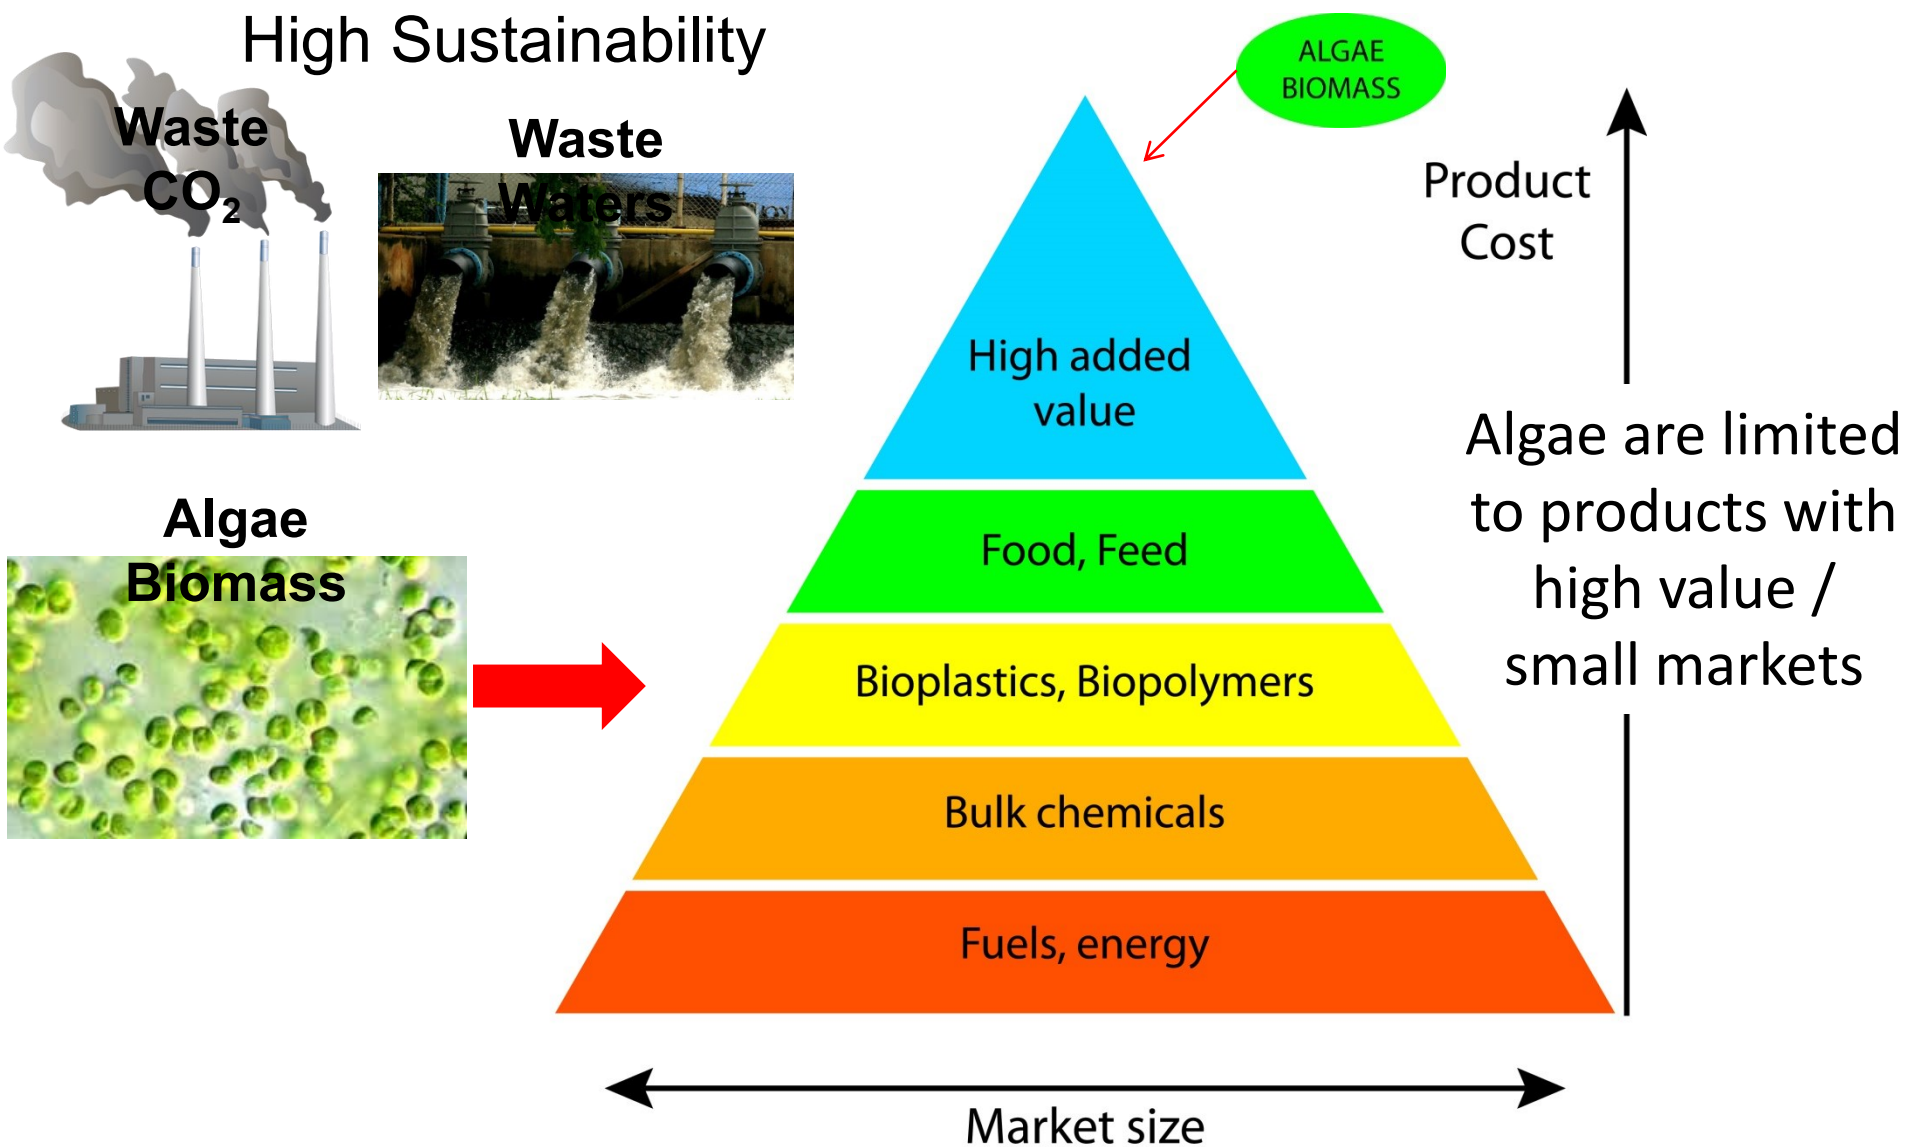 High Sustainability
Waste
CO₂
Waste
Waters
Algae
Biomass
ALGAE
BIOMASS
Product
Cost
High added
value
Food, Feed
Bioplastics, Biopolymers
Bulk chemicals
Fuels, energy
Algae are limited
to products with
high value /
small markets
Market size